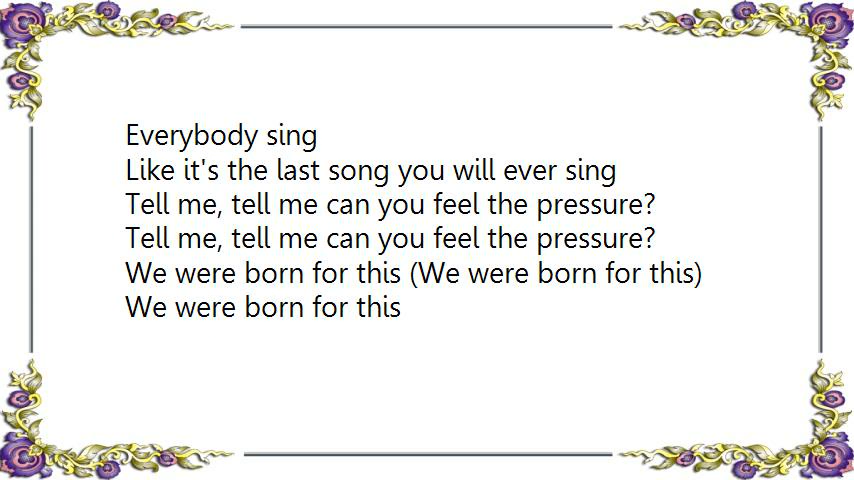 Everybody sing
Like it's the last song you will ever sing
Tell me, tell me can you feel the pressure?
Tell me, tell me can you feel the pressure?
We were born for this (We were born for this)
We were born for this